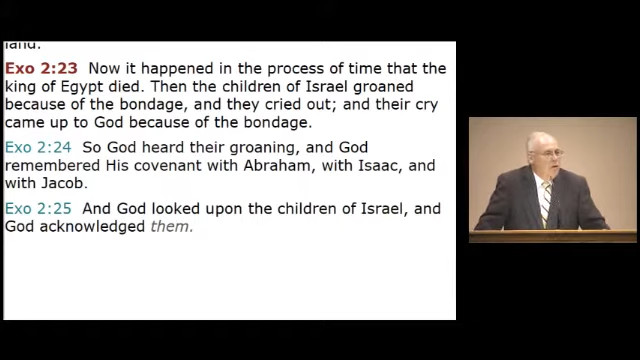 land.
Exo 2:23 Now it happened in the process of time that the
king of Egypt died. Then the children of Israel groaned
because of the bondage, and they cried out; and their cry
came up to God because of the bondage.
Exo 2:24 So God heard their groaning, and God
remembered His covenant with Abraham, with Isaac, and
with Jacob.
Exo 2:25 And God looked upon the children of Israel, and
God acknowledged them.